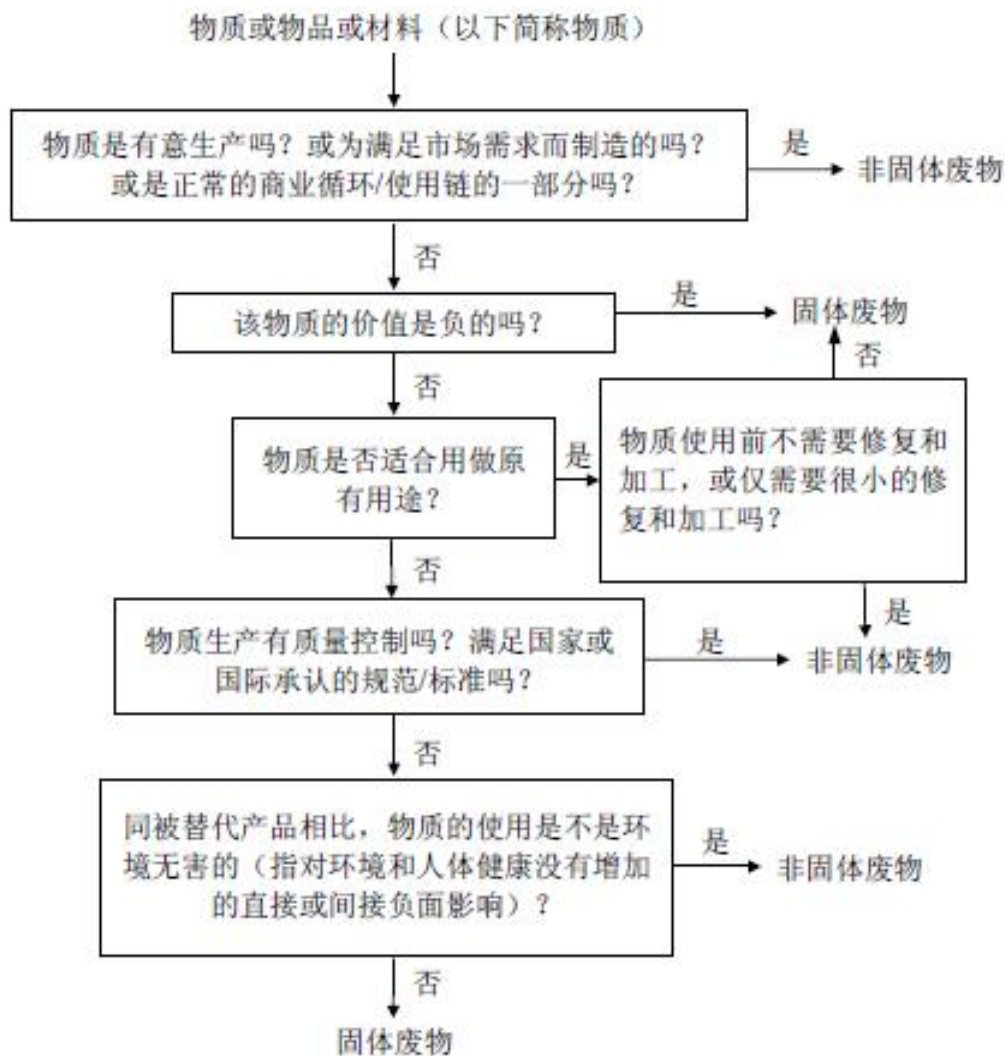 物质或物品或材料（以下简称物质）
物质是有意生产吗？或为满足市场需求而制造的吗？
或是正常的商业循环/使用链的一部分吗？
是
非固体废物
否
该物质的价值是负的吗？
是
固体废物
否
否
物质是否适合用做原
有用途？
是
物质使用前不需要修复和
加工，或仅需要很小的修
复和加工吗？
否
是
物质生产有质量控制吗？满足国家或
国际承认的规范/标准吗？
是
非固体废物
否
同被替代产品相比，物质的使用是不是环
境无害的（指对环境和人体健康没有增加
的直接或间接负面影响）？
是
非固体废物
否
固体废物